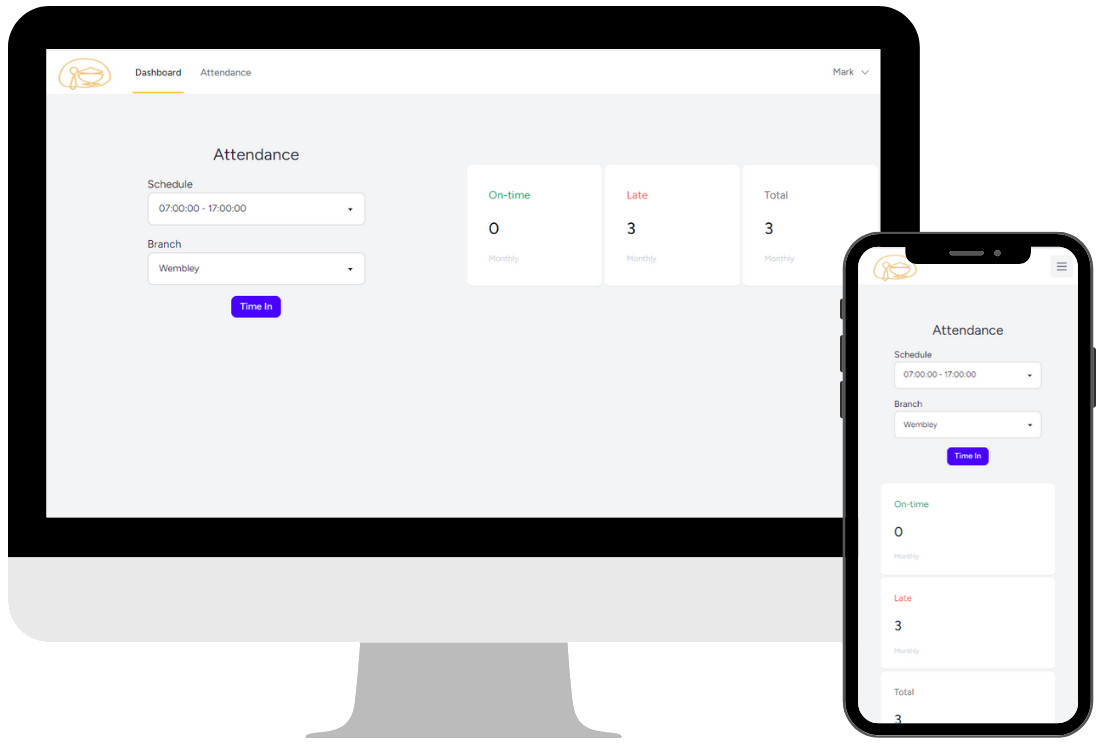 Dashboard Attendance Mark
Attendance
Schedule
07:00:00 - 17:00:00
Branch
Wembley
Time In
On-time Late Total
0 3 3
Monthly Monthly Monthly
Attendance
Schedule
07:00:00 - 17:00:00
Branch
Wembley
Time In
On-time
0
Monthly
Late
3
Monthly
Total
3